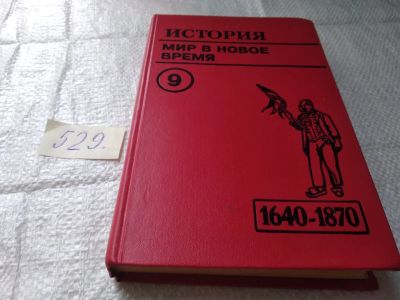 ИСТОРИЯ
МИР В НОВОЕ
ВРЕМЯ
9
1640-1870
529.